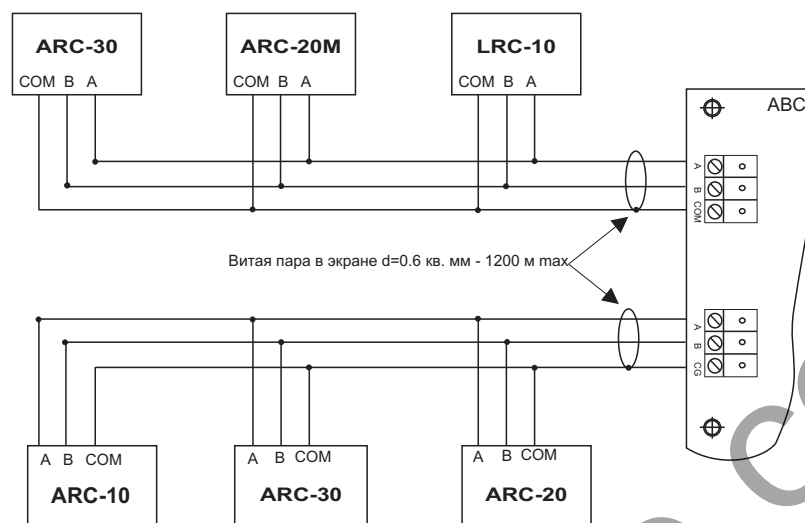 ARC-30
ARC-20M
LRC-10
COM B A
COM B A
COM B A
ABC
A
B
COM
Витая пара в экране d=0.6 кв. мм - 1200 м max
A
B
CG
A B COM
A B COM
A B COM
ARC-10
ARC-30
ARC-20